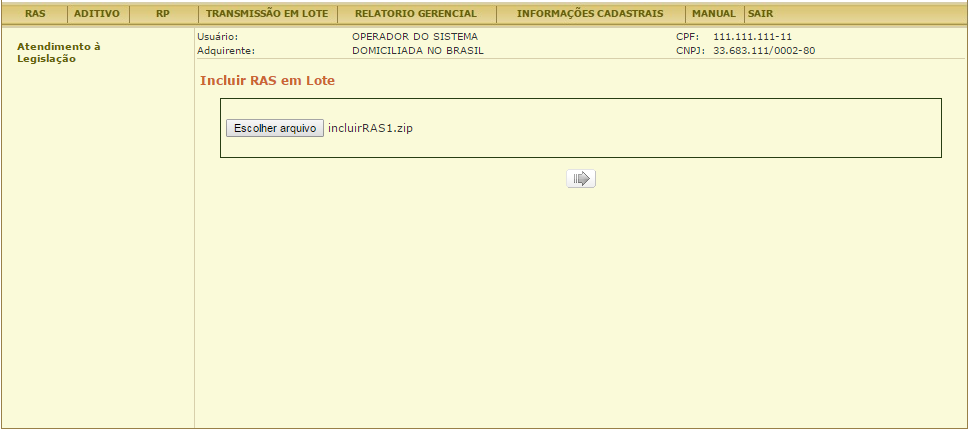 RAS ADITIVO RP TRANSMISSÃO EM LOTE RELATORIO GERENCIAL INFORMAÇÕES CADASTRAIS MANUAL SAIR
Atendimento à
Legislação
Usuário: OPERADOR DO SISTEMA CPF: 111.111.111-11
Adquirente: DOMICILIADA NO BRASIL CNPJ: 33.683.111/0002-80
Incluir RAS em Lote
Escolher arquivo incluirRAS1.zip